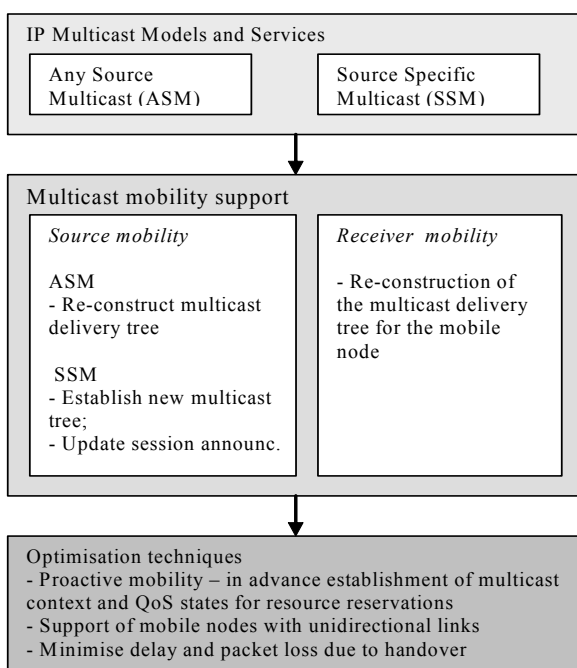 IP Multicast Models and Services
Any Source
Multicast (ASM)
Source Specific
Multicast (SSM)
Multicast mobility support
Source mobility
ASM
- Re-construct multicast
delivery tree
SSM
- Establish new multicast
tree;
- Update session announc.
Receiver mobility
- Re-construction of
the multicast delivery
tree for the mobile
node
Optimisation techniques
- Proactive mobility – in advance establishment of multicast
context and QoS states for resource reservations
- Support of mobile nodes with unidirectional links
- Minimise delay and packet loss due to handover